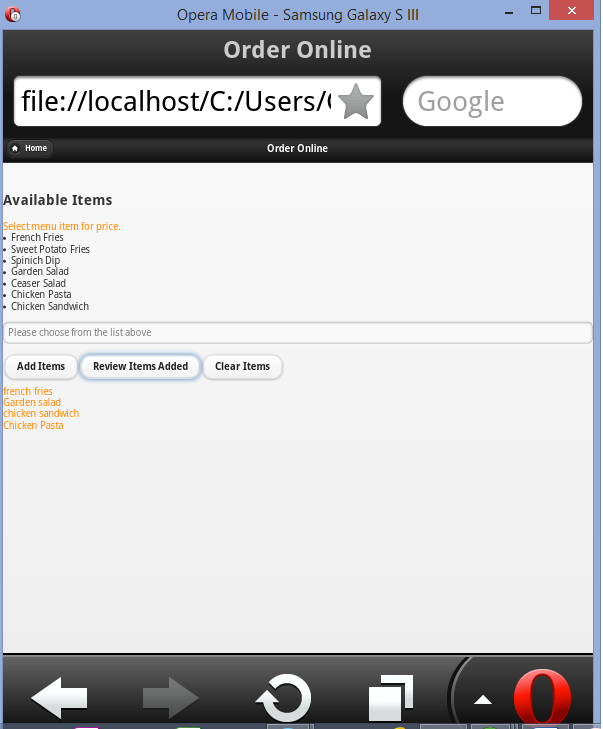 Opera Mobile - Samsung Galaxy S III
Order Online
file://localhost/C:/Users/
Google
Home
Order Online
Available Items
Select menu item for price.
• French Fries
• Sweet Potato Fries
• Spinich Dip
• Garden Salad
• Ceaser Salad
• Chicken Pasta
• Chicken Sandwich
Please choose from the list above
Add Items
Review Items Added
Clear Items
french fries
Garden salad
chicken sandwich
Chicken Pasta